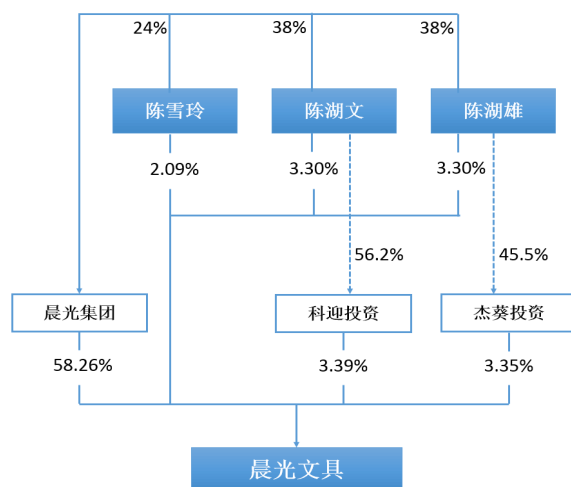 24%
38%
38%
陈雪玲
陈湖文
陈湖雄
2.09%
3.30%
3.30%
56.2%
45.5%
晨光集团
科迎投资
杰葵投资
58.26%
3.39%
3.35%
晨光文具